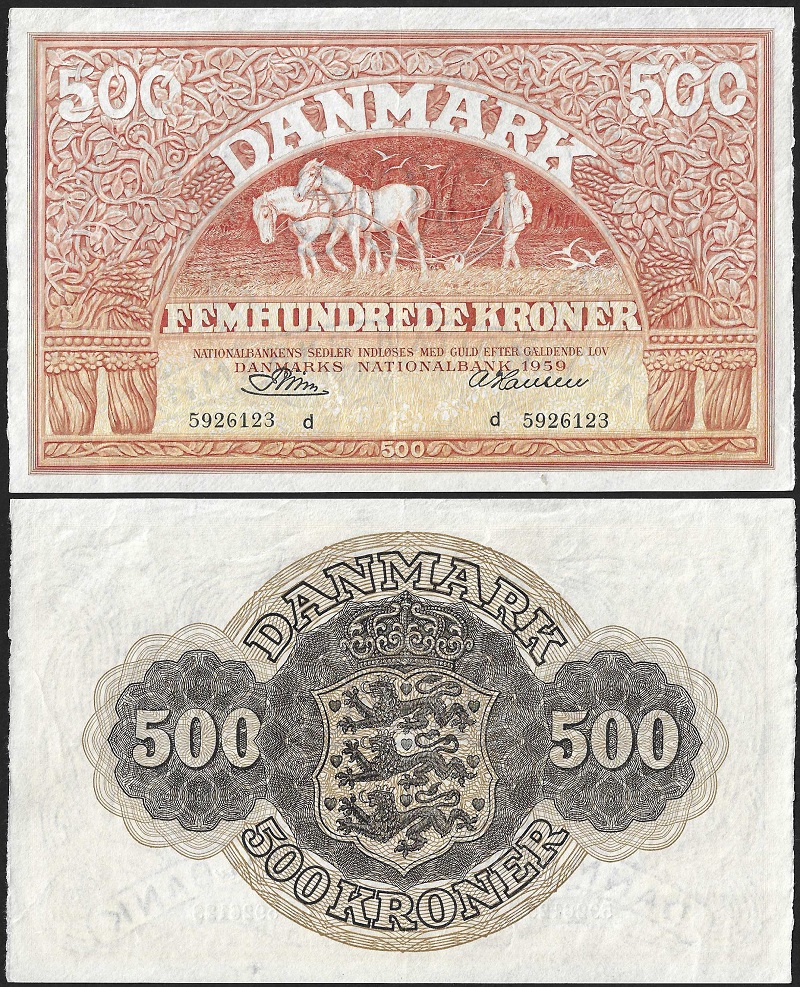 500 500
DANMARK
FEMHUNDREDE KRONER
NATIONALBANKENS SEDLER INDLØSES MED GULD EFTER GÆLDENDE LOV
DANMARKS NATIONALBANK 1959
5926123 d d 5926123
500
DANMARK
500 500
500 KRONER